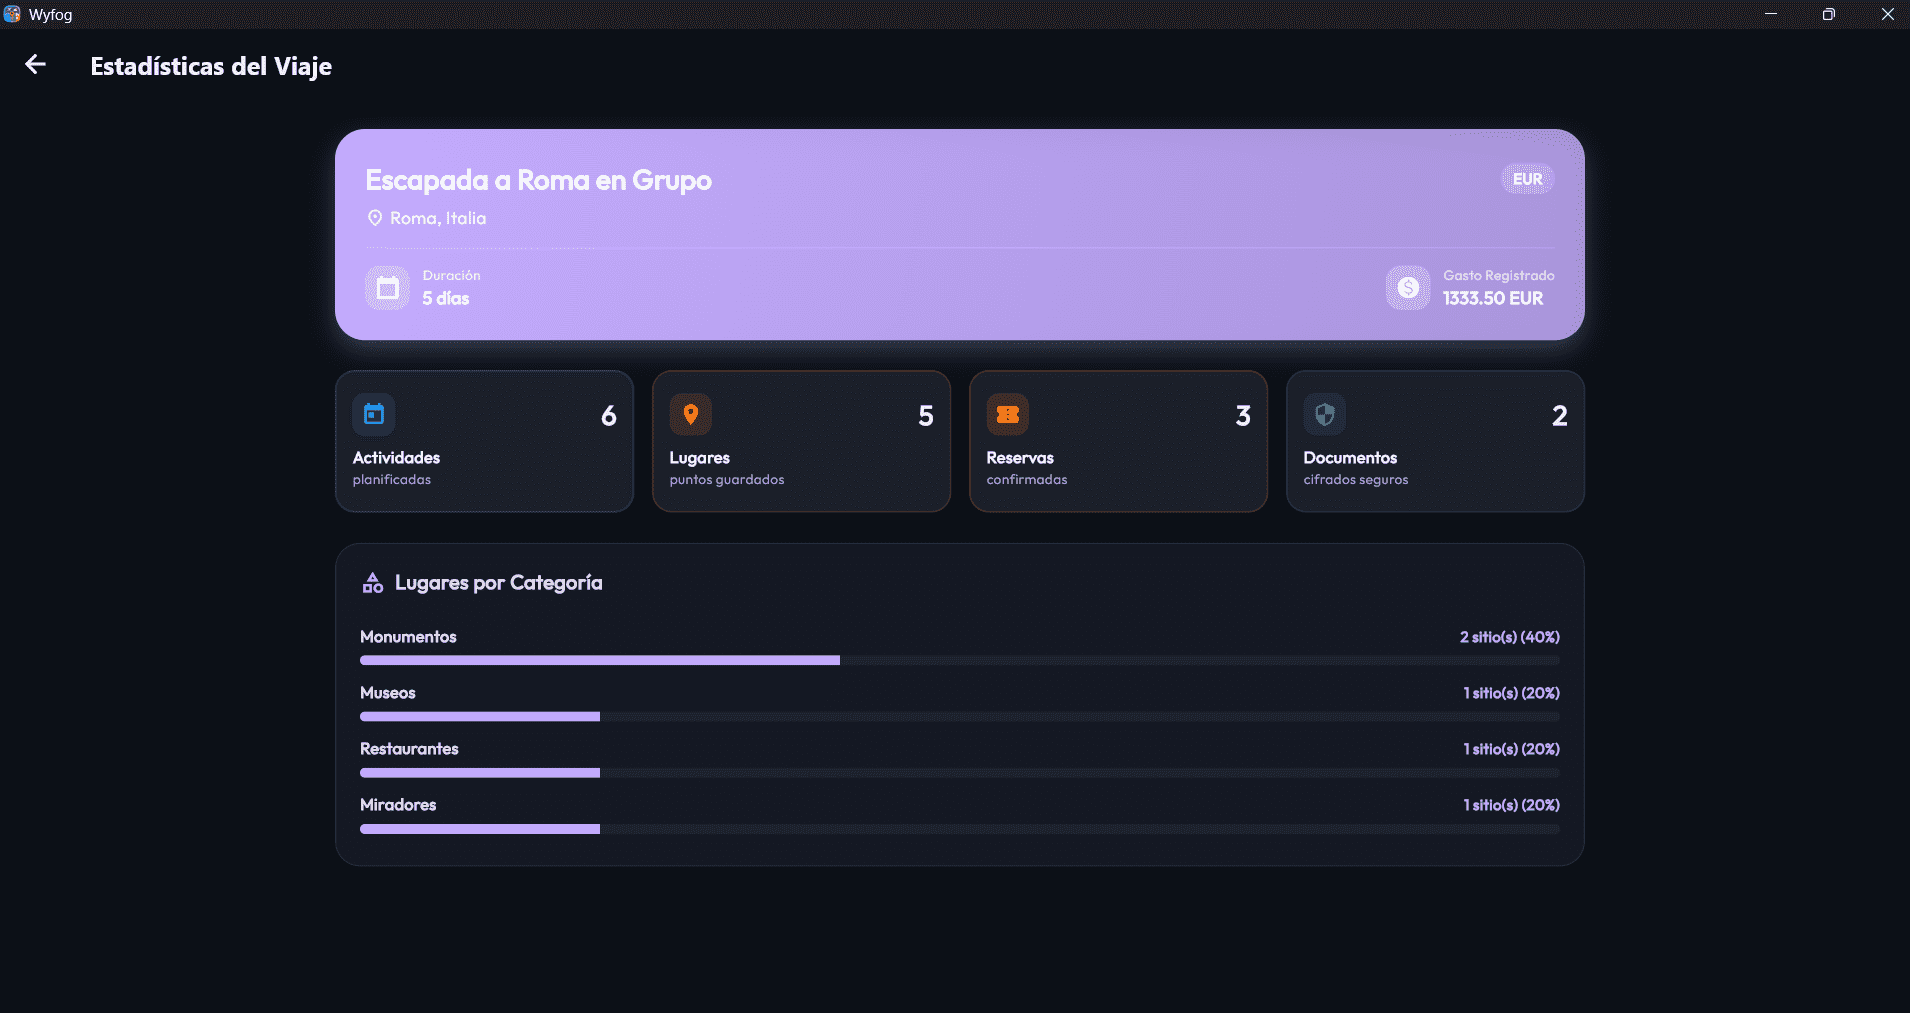 Wyfog
Estadísticas del Viaje
Escapada a Roma en Grupo
EUR
Roma, Italia
Duración
5 días
Gasto Registrado
1333.50 EUR
6
Actividades
planificadas
5
Lugares
puntos guardados
3
Reservas
confirmadas
2
Documentos
cifrados seguros
Lugares por Categoría
Monumentos
2 sitio(s) (40%)
Museos
1 sitio(s) (20%)
Restaurantes
1 sitio(s) (20%)
Miradores
1 sitio(s) (20%)